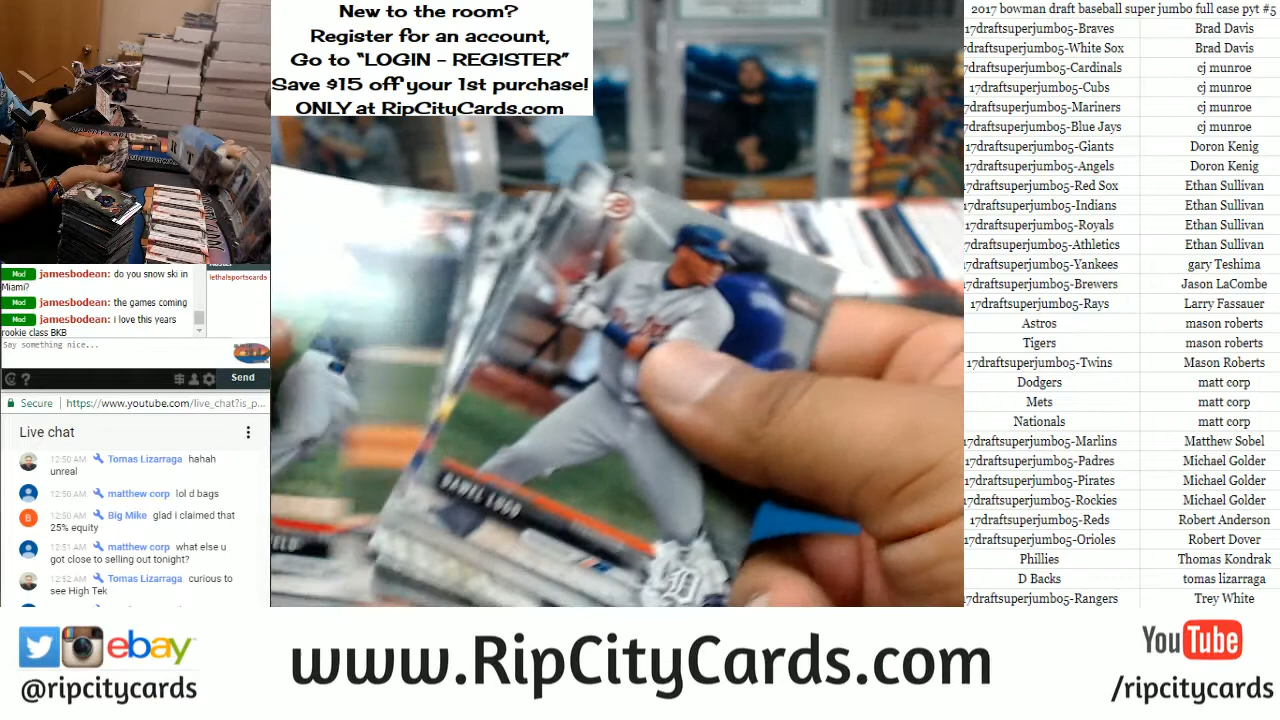 New to the room?
Register for an account,
Go to "LOGIN - REGISTER"
Save $15 off your 1st purchase!
ONLY at RipCityCards.com
2017 bowman draft baseball super jumbo full case pyt #5
17draftsuperjumbo5-Braves Brad Davis
17draftsuperjumbo5-White Sox Brad Davis
17draftsuperjumbo5-Cardinals cj munroe
17draftsuperjumbo5-Cubs cj munroe
17draftsuperjumbo5-Mariners cj munroe
17draftsuperjumbo5-Blue Jays cj munroe
17draftsuperjumbo5-Giants Doron Kenig
17draftsuperjumbo5-Angels Doron Kenig
17draftsuperjumbo5-Red Sox Ethan Sullivan
17draftsuperjumbo5-Indians Ethan Sullivan
17draftsuperjumbo5-Royals Ethan Sullivan
17draftsuperjumbo5-Athletics Ethan Sullivan
17draftsuperjumbo5-Yankees gary Teshima
17draftsuperjumbo5-Brewers Jason LaCombe
17draftsuperjumbo5-Rays Larry Fassauer
Astros mason roberts
Tigers mason roberts
17draftsuperjumbo5-Twins Mason Roberts
Dodgers matt corp
Mets matt corp
Nationals matt corp
17draftsuperjumbo5-Marlins Matthew Sobel
17draftsuperjumbo5-Padres Michael Golder
17draftsuperjumbo5-Pirates Michael Golder
17draftsuperjumbo5-Rockies Michael Golder
17draftsuperjumbo5-Reds Robert Anderson
17draftsuperjumbo5-Orioles Robert Dover
Phillies Thomas Kondrak
D Backs tomas lizarraga
17draftsuperjumbo5-Rangers Trey White
Mod jamesbodean: do you snow ski in
Miami?
Mod jamesbodean: the games coming
Mod jamesbodean: i love this years
rookie class BKB
lethalsportscards
Say something nice...
Send
Secure https://www.youtube.com/live_chat?is_p...
Live chat
12:50 AM Tomas Lizarraga hahah
unreal
12:50 AM matthew corp lol d bags
12:50 AM Big Mike glad i claimed that
25% equity
12:51 AM matthew corp what else u
got close to selling out tonight?
12:52 AM Tomas Lizarraga curious to
see High Tek
DAWEL LUGO
ebay
@ripcitycards
www.RipCityCards.com
YouTube
/ripcitycards